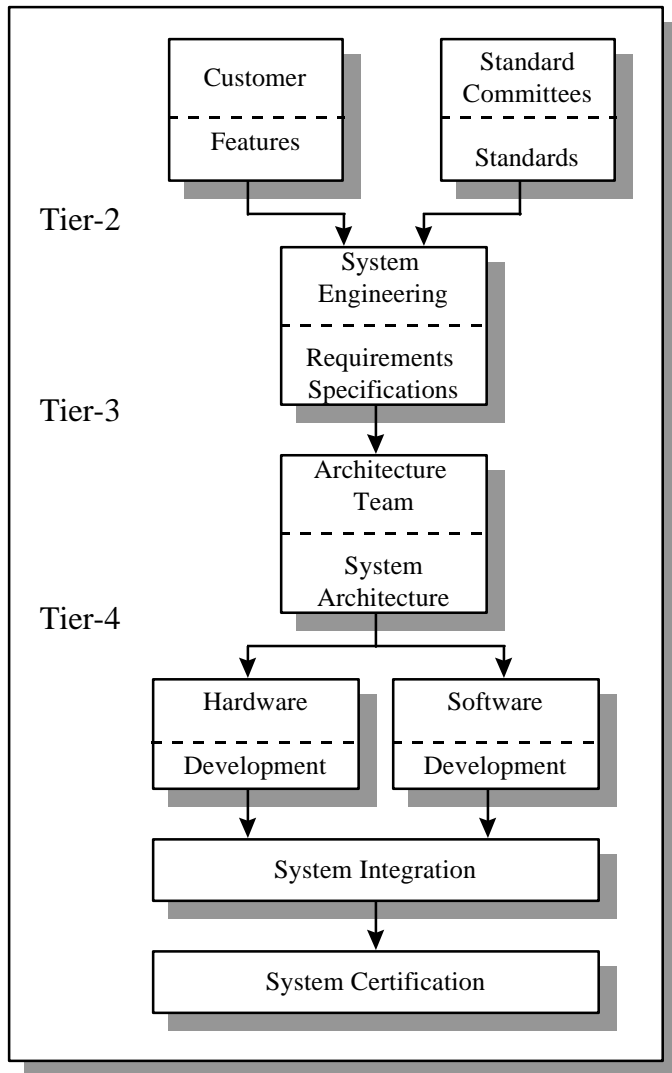 Customer
Features
Standard
Committees
Standards
Tier-2
System
Engineering
Requirements
Specifications
Tier-3
Architecture
Team
System
Architecture
Tier-4
Hardware
Development
Software
Development
System Integration
System Certification